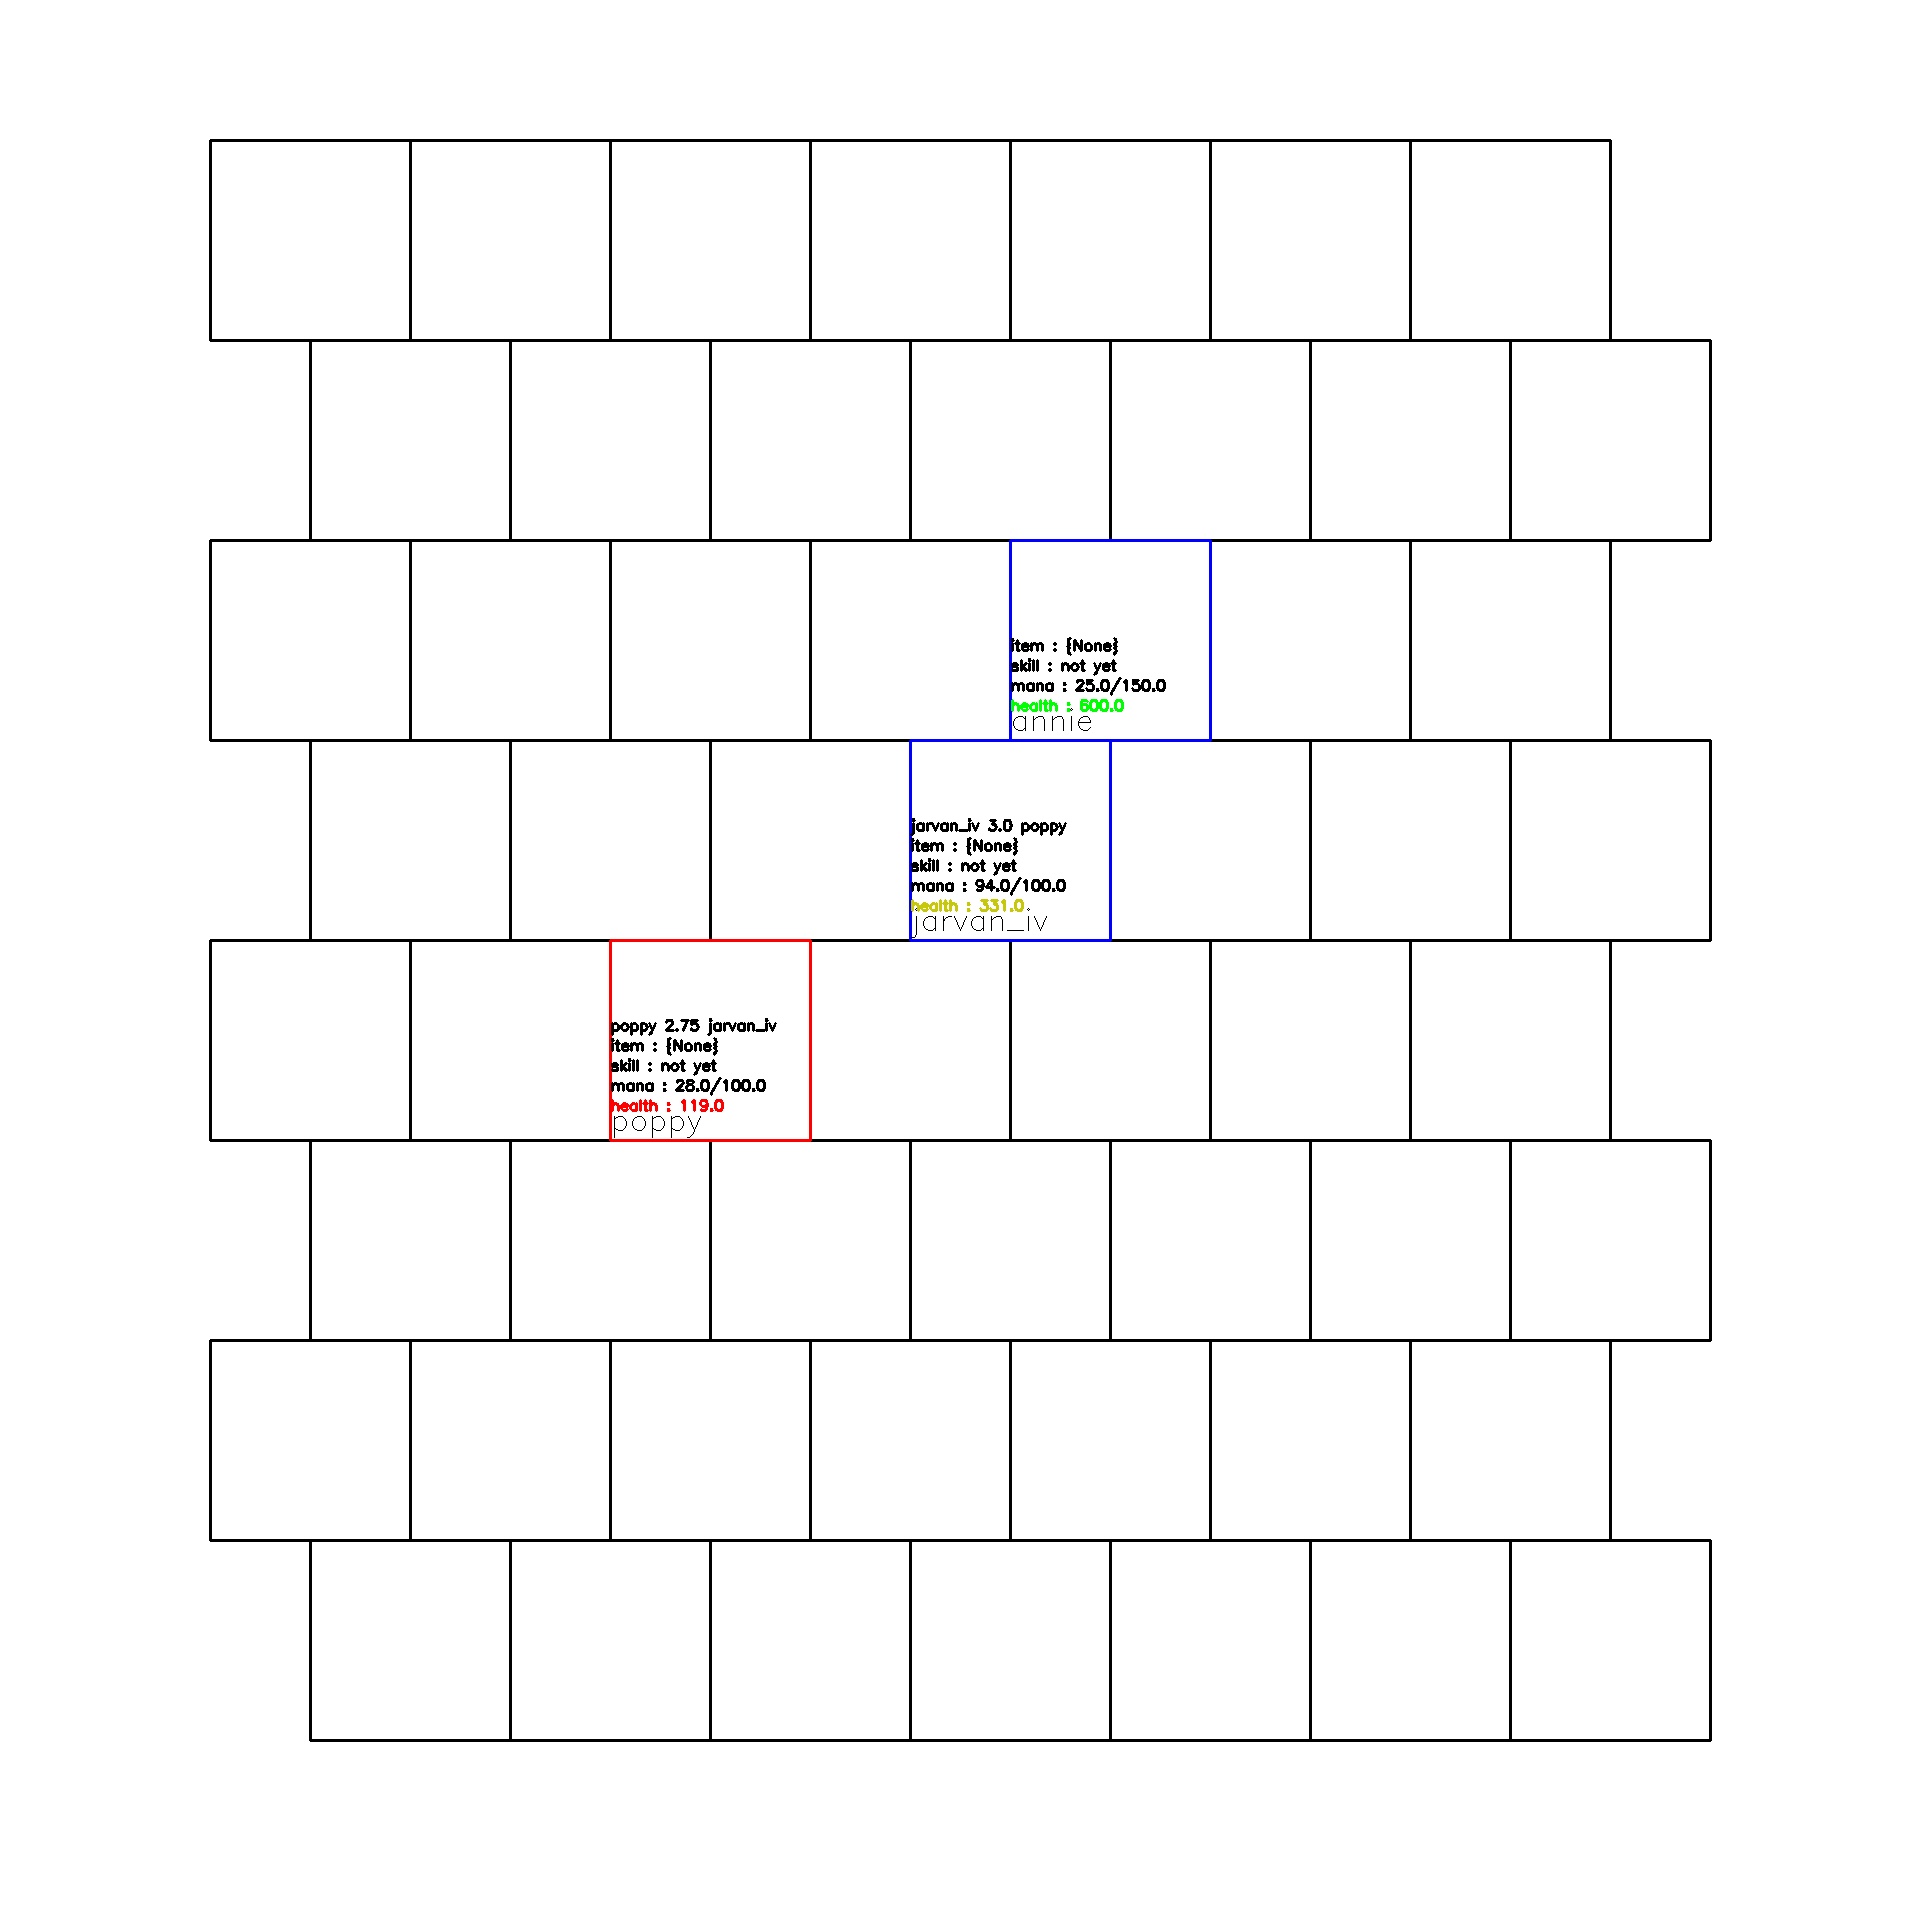 item : {None}
skill : not yet
mana : 25.0/150.0
health : 600.0
annie
jarvan_iv 3.0 poppy
item : {None}
skill : not yet
mana : 94.0/100.0
health : 331.0
jarvan_iv
poppy 2.75 jarvan_iv
item : {None}
skill : not yet
mana : 28.0/100.0
health : 119.0
poppy